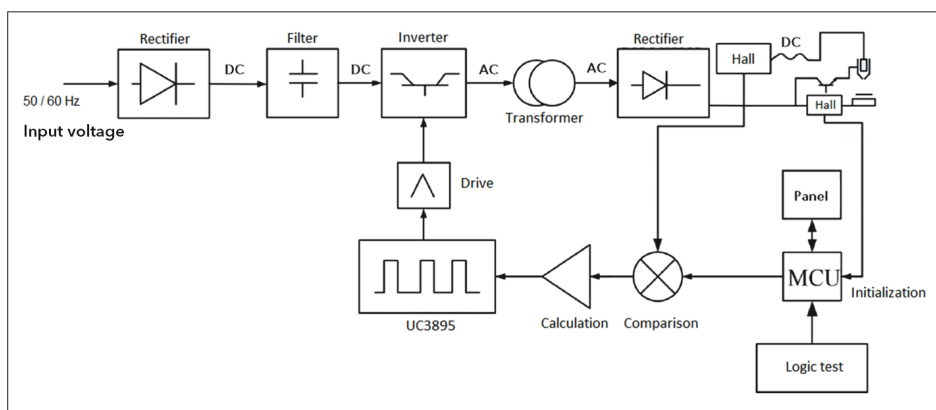 Rectifier
Filter
Inverter
Rectifier
Hall
DC
DC
DC
AC
AC
50 / 60 Hz
Input voltage
Transformer
Hall
Drive
Panel
MCU
Initialization
UC3895
Calculation
Comparison
Logic test